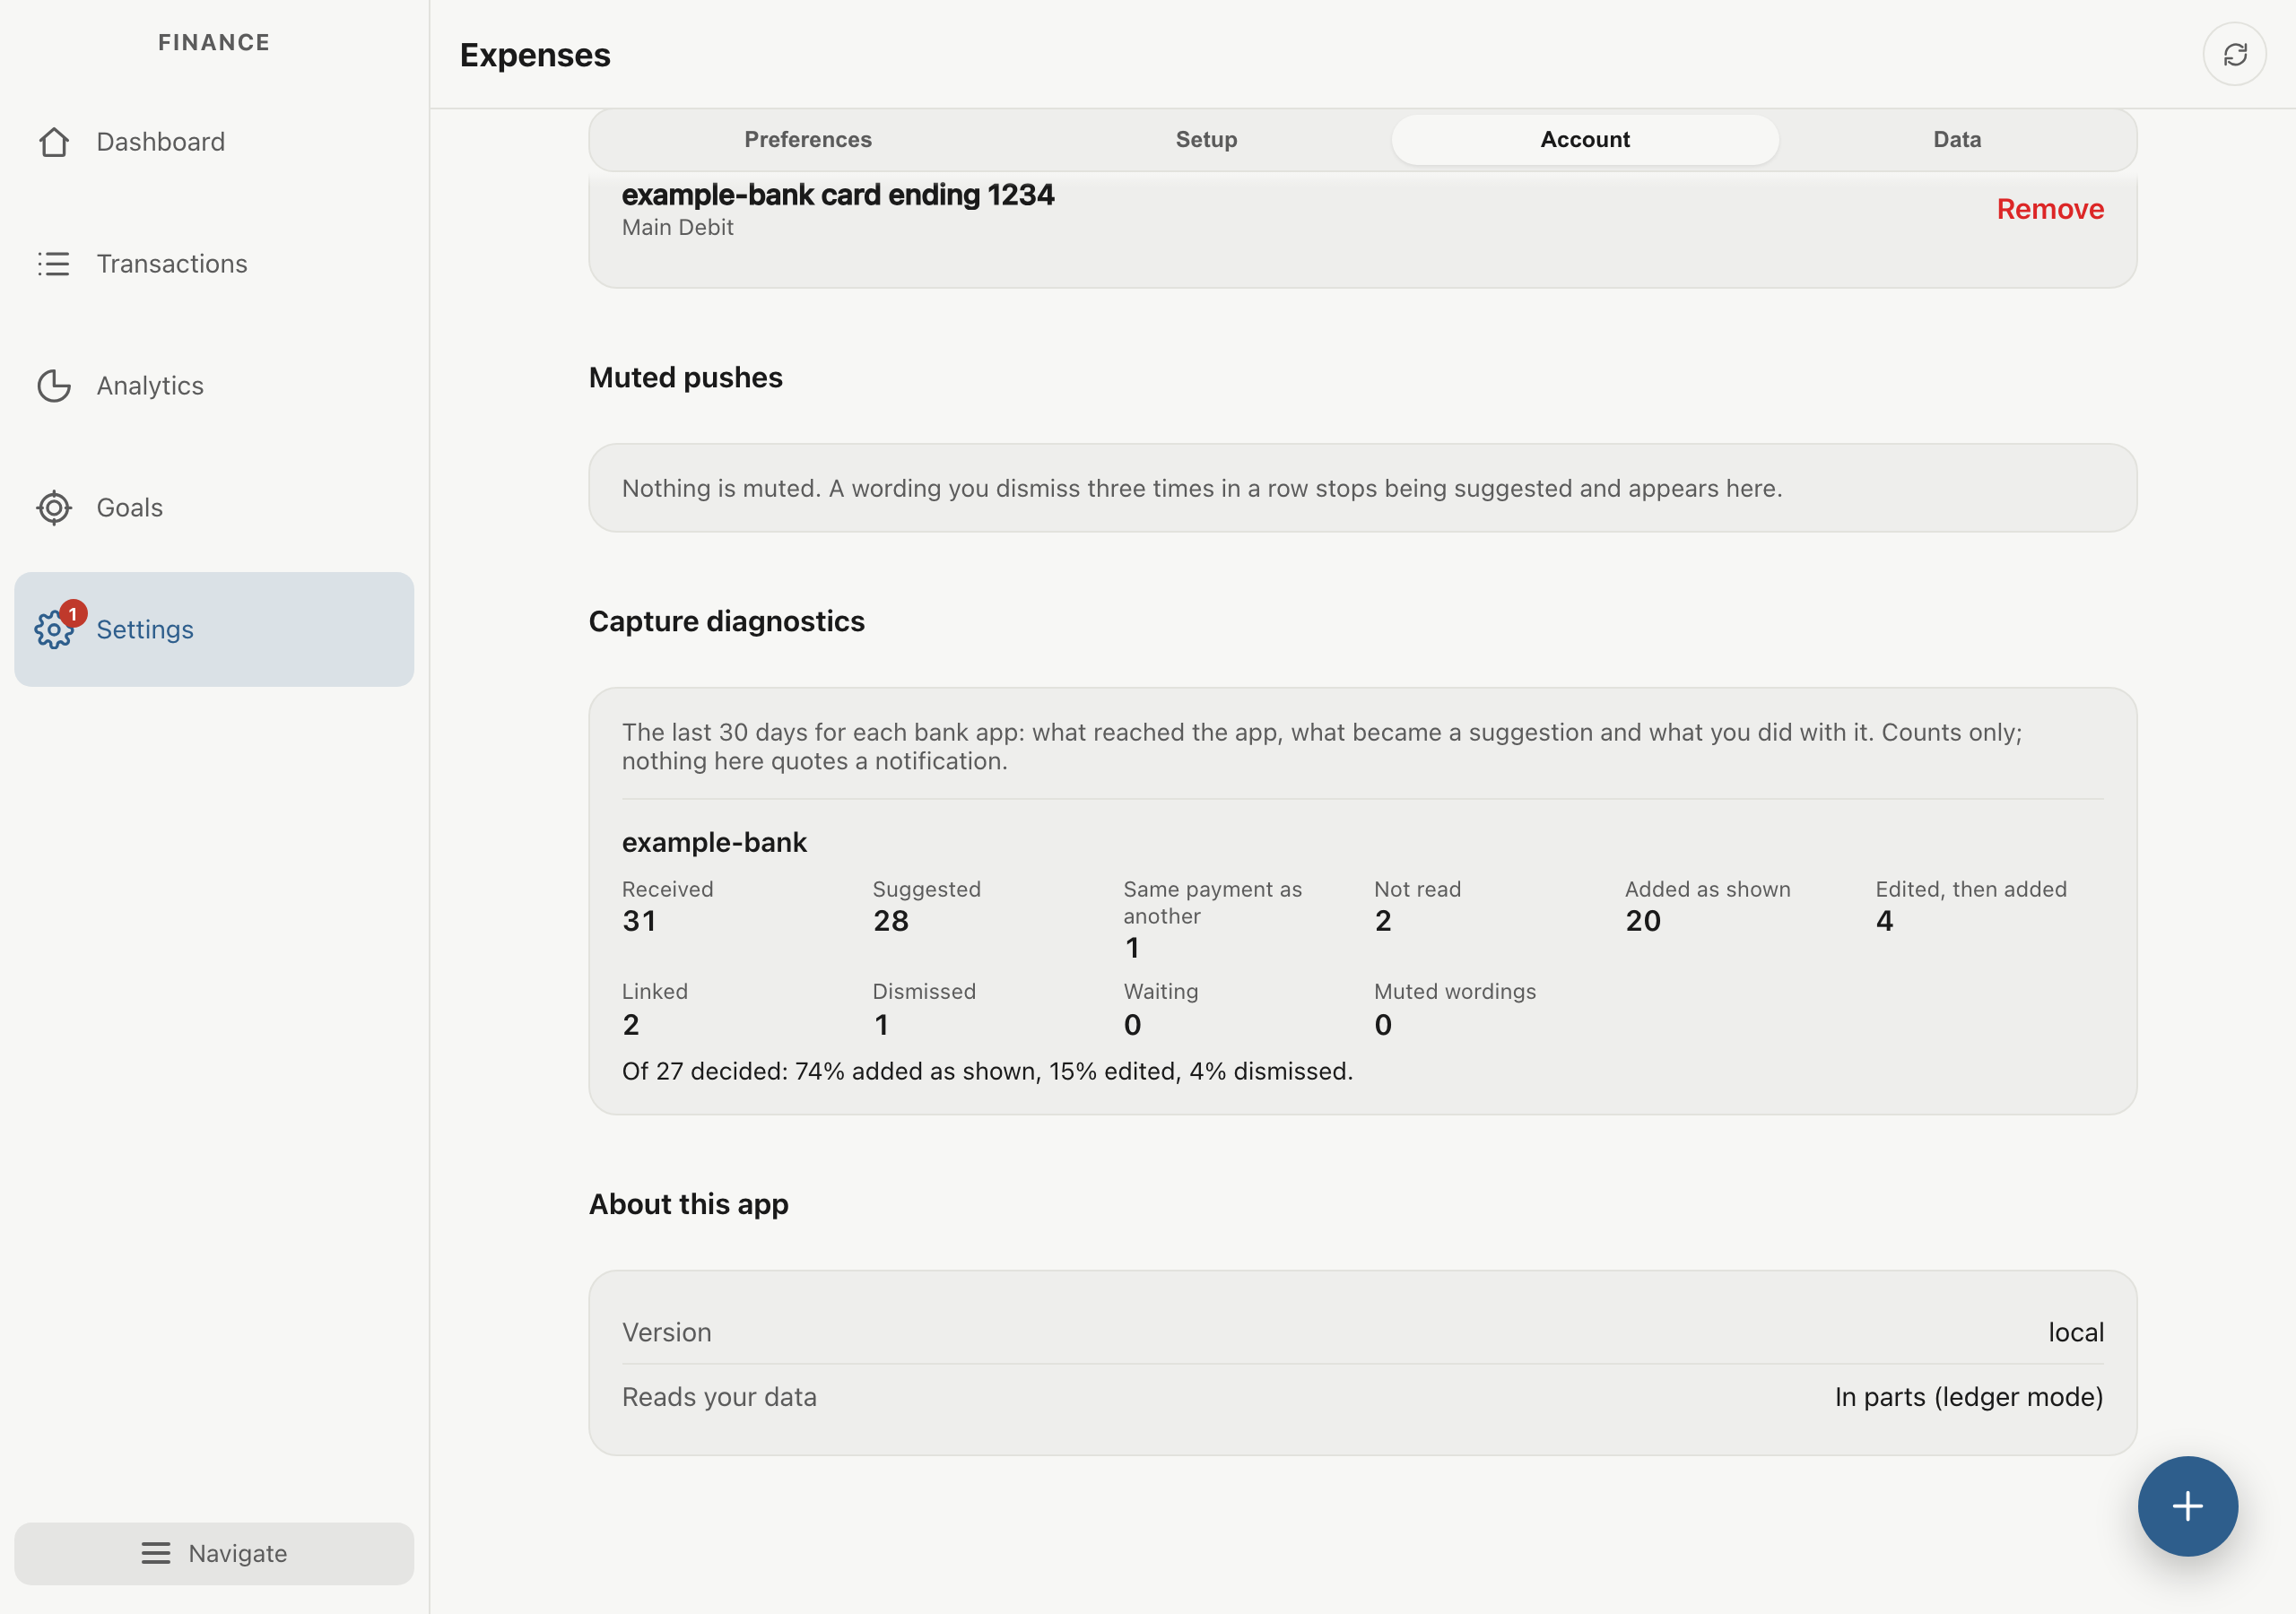 FINANCE
Dashboard
Transactions
Analytics
Goals
1
Settings
Navigate
Expenses
Preferences
Setup
Account
Data
example-bank card ending 1234
Main Debit
Remove
Muted pushes
Nothing is muted. A wording you dismiss three times in a row stops being suggested and appears here.
Capture diagnostics
The last 30 days for each bank app: what reached the app, what became a suggestion and what you did with it. Counts only;
nothing here quotes a notification.
example-bank
Received
31
Suggested
28
Same payment as
another
1
Not read
2
Added as shown
20
Edited, then added
4
Linked
2
Dismissed
1
Waiting
0
Muted wordings
0
Of 27 decided: 74% added as shown, 15% edited, 4% dismissed.
About this app
Version
local
Reads your data
In parts (ledger mode)